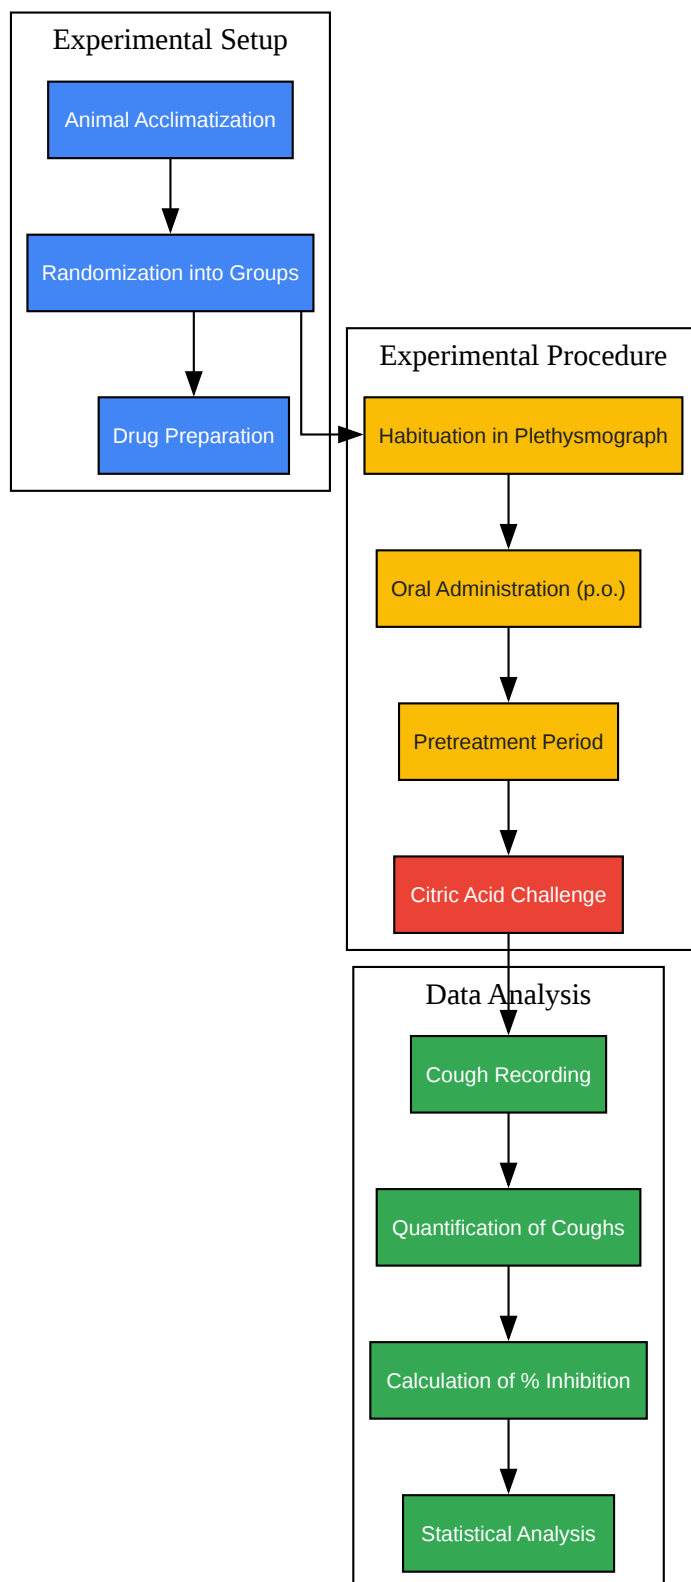 Experimental Setup
Animal Acclimatization
Randomization into Groups
Drug Preparation
Experimental Procedure
Habituation in Plethysmograph
Oral Administration (p.o.)
Pretreatment Period
Citric Acid Challenge
Data Analysis
Cough Recording
Quantification of Coughs
Calculation of % Inhibition
Statistical Analysis